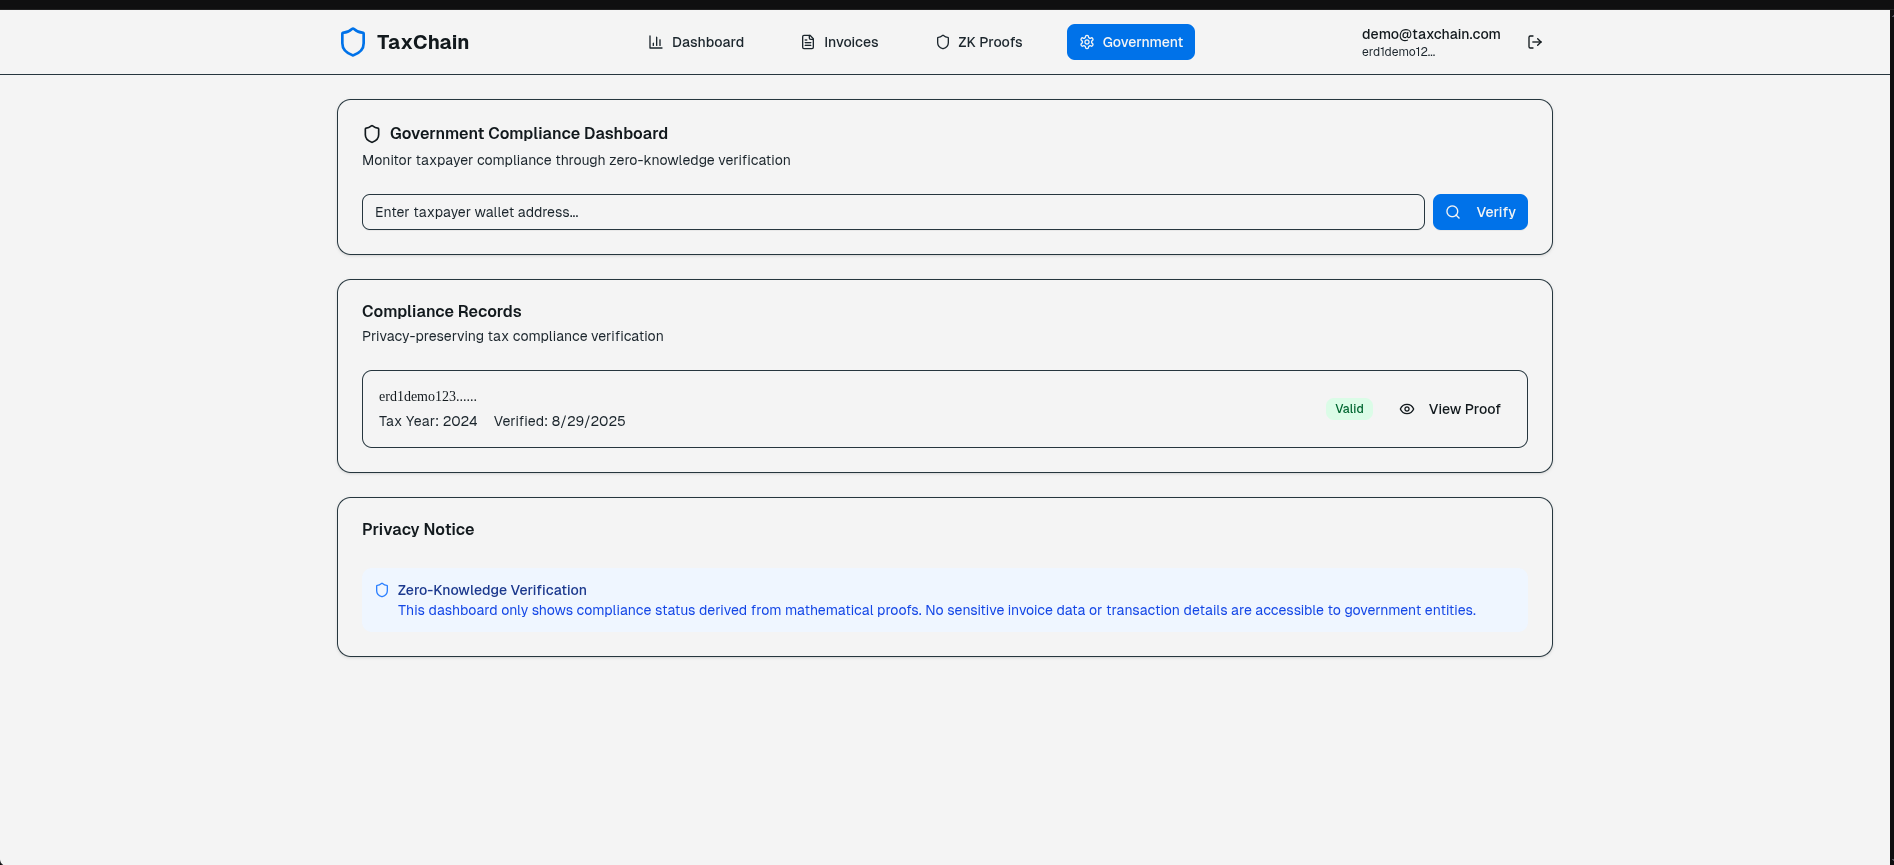 TaxChain
Dashboard
Invoices
ZK Proofs
Government
demo@taxchain.com
erd1demo12...
Government Compliance Dashboard
Monitor taxpayer compliance through zero-knowledge verification
Enter taxpayer wallet address...
Verify
Compliance Records
Privacy-preserving tax compliance verification
erd1demo123......
Tax Year: 2024 Verified: 8/29/2025
Valid
View Proof
Privacy Notice
Zero-Knowledge Verification
This dashboard only shows compliance status derived from mathematical proofs. No sensitive invoice data or transaction details are accessible to government entities.